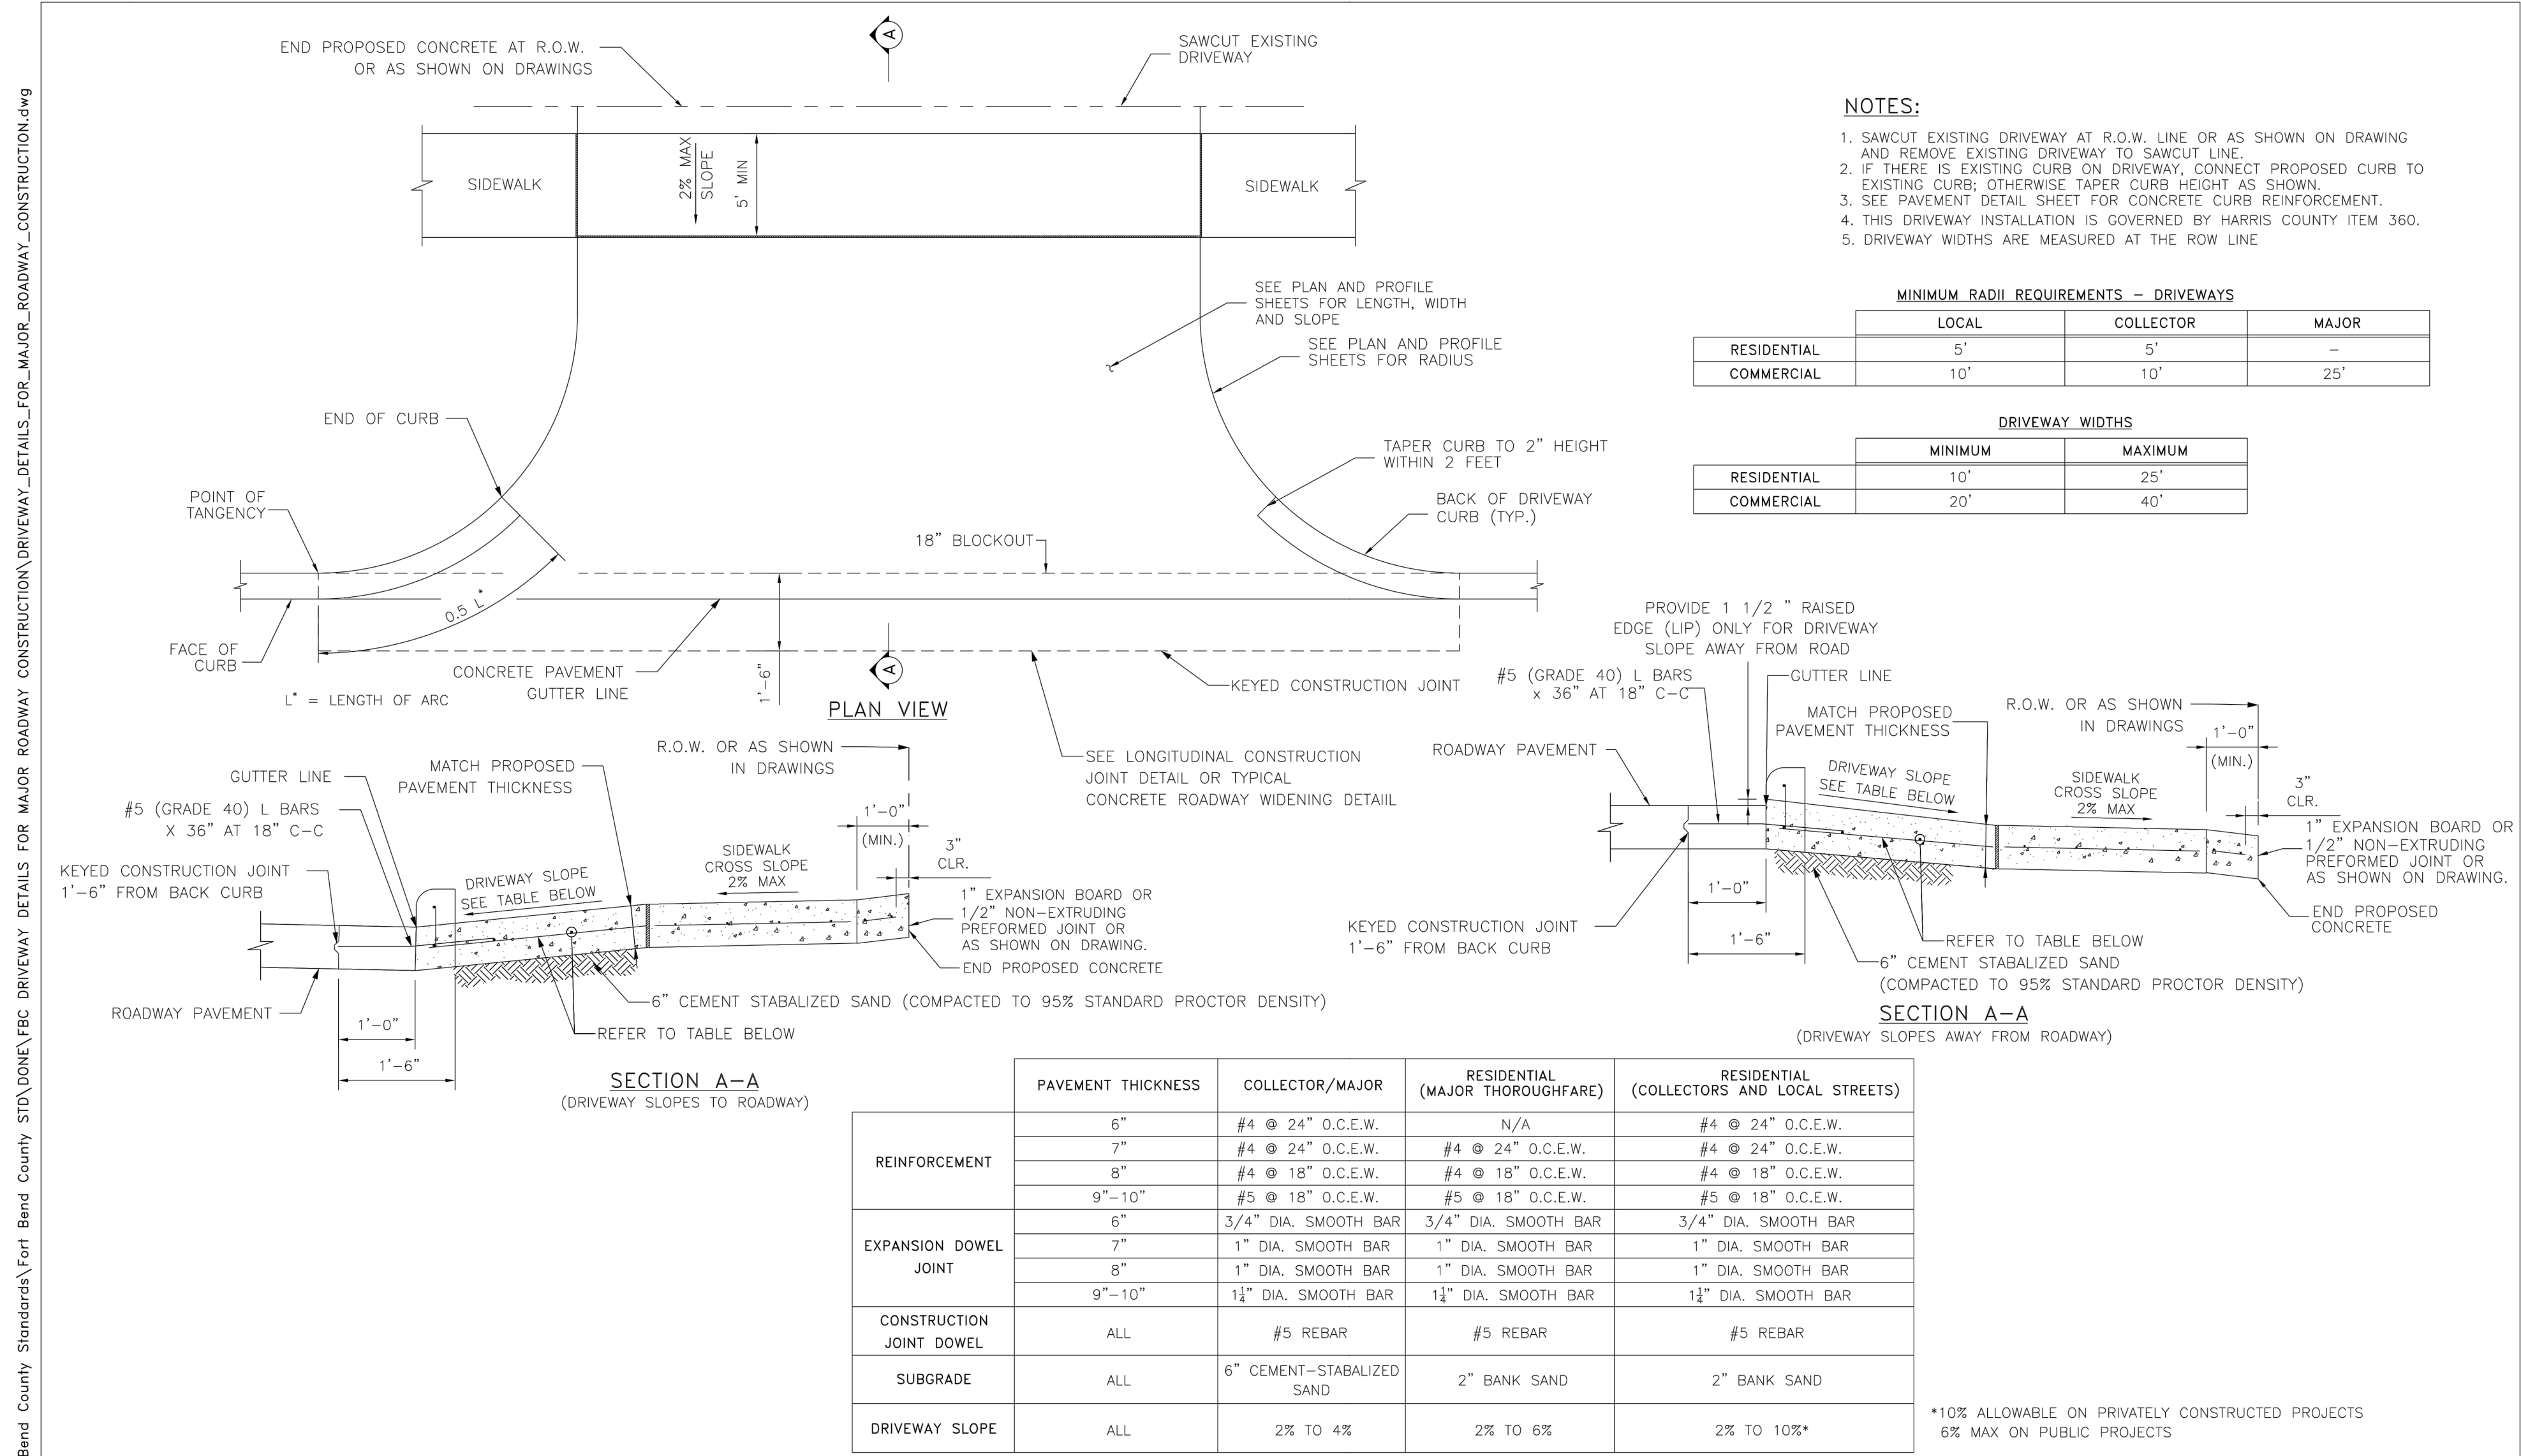 Bend County Standards\Fort Bend County STD\DONE\FBC DRIVEWAY DETAILS FOR MAJOR ROADWAY CONSTRUCTION\DRIVEWAY_DETAILS_FOR_MAJOR_ROADWAY_CONSTRUCTION.dwg
END PROPOSED CONCRETE AT R.O.W.
OR AS SHOWN ON DRAWINGS
A
SAWCUT EXISTING
DRIVEWAY
SIDEWALK
2% MAX
SLOPE
5' MIN
SIDEWALK
SEE PLAN AND PROFILE
SHEETS FOR LENGTH, WIDTH
AND SLOPE
SEE PLAN AND PROFILE
SHEETS FOR RADIUS
END OF CURB
TAPER CURB TO 2" HEIGHT
WITHIN 2 FEET
POINT OF
TANGENCY
BACK OF DRIVEWAY
CURB (TYP.)
18" BLOCKOUT
0.5 L*
FACE OF
CURB
CONCRETE PAVEMENT
GUTTER LINE
1'-6"
A
KEYED CONSTRUCTION JOINT
L* = LENGTH OF ARC
PLAN VIEW
SEE LONGITUDINAL CONSTRUCTION
JOINT DETAIL OR TYPICAL
CONCRETE ROADWAY WIDENING DETAIIL
NOTES:
1. SAWCUT EXISTING DRIVEWAY AT R.O.W. LINE OR AS SHOWN ON DRAWING
AND REMOVE EXISTING DRIVEWAY TO SAWCUT LINE.
2. IF THERE IS EXISTING CURB ON DRIVEWAY, CONNECT PROPOSED CURB TO
EXISTING CURB; OTHERWISE TAPER CURB HEIGHT AS SHOWN.
3. SEE PAVEMENT DETAIL SHEET FOR CONCRETE CURB REINFORCEMENT.
4. THIS DRIVEWAY INSTALLATION IS GOVERNED BY HARRIS COUNTY ITEM 360.
5. DRIVEWAY WIDTHS ARE MEASURED AT THE ROW LINE
MINIMUM RADII REQUIREMENTS – DRIVEWAYS
LOCAL COLLECTOR MAJOR
RESIDENTIAL 5' 5' –
COMMERCIAL 10' 10' 25'
DRIVEWAY WIDTHS
MINIMUM MAXIMUM
RESIDENTIAL 10' 25'
COMMERCIAL 20' 40'
R.O.W. OR AS SHOWN
IN DRAWINGS
MATCH PROPOSED
PAVEMENT THICKNESS
GUTTER LINE
#5 (GRADE 40) L BARS
X 36" AT 18" C-C
1'-0"
(MIN.)
3"
CLR.
SIDEWALK
CROSS SLOPE
2% MAX
KEYED CONSTRUCTION JOINT
1'-6" FROM BACK CURB
DRIVEWAY SLOPE
SEE TABLE BELOW
1" EXPANSION BOARD OR
1/2" NON-EXTRUDING
PREFORMED JOINT OR
AS SHOWN ON DRAWING.
END PROPOSED CONCRETE
6" CEMENT STABALIZED SAND (COMPACTED TO 95% STANDARD PROCTOR DENSITY)
ROADWAY PAVEMENT
REFER TO TABLE BELOW
1'-0"
1'-6"
SECTION A-A
(DRIVEWAY SLOPES TO ROADWAY)
PROVIDE 1 1/2 " RAISED
EDGE (LIP) ONLY FOR DRIVEWAY
SLOPE AWAY FROM ROAD
#5 (GRADE 40) L BARS
x 36" AT 18" C-C
GUTTER LINE
R.O.W. OR AS SHOWN
IN DRAWINGS
MATCH PROPOSED
PAVEMENT THICKNESS
ROADWAY PAVEMENT
1'-0"
(MIN.)
DRIVEWAY SLOPE
SEE TABLE BELOW
SIDEWALK
CROSS SLOPE
2% MAX
3"
CLR.
1" EXPANSION BOARD OR
1/2" NON-EXTRUDING
PREFORMED JOINT OR
AS SHOWN ON DRAWING.
1'-0"
END PROPOSED
CONCRETE
KEYED CONSTRUCTION JOINT
1'-6" FROM BACK CURB
1'-6"
REFER TO TABLE BELOW
6" CEMENT STABALIZED SAND
(COMPACTED TO 95% STANDARD PROCTOR DENSITY)
SECTION A-A
(DRIVEWAY SLOPES AWAY FROM ROADWAY)
PAVEMENT THICKNESS COLLECTOR/MAJOR RESIDENTIAL (MAJOR THOROUGHFARE) RESIDENTIAL (COLLECTORS AND LOCAL STREETS)
REINFORCEMENT
6" #4 @ 24" O.C.E.W. N/A #4 @ 24" O.C.E.W.
7" #4 @ 24" O.C.E.W. #4 @ 24" O.C.E.W. #4 @ 24" O.C.E.W.
8" #4 @ 18" O.C.E.W. #4 @ 18" O.C.E.W. #4 @ 18" O.C.E.W.
9"-10" #5 @ 18" O.C.E.W. #5 @ 18" O.C.E.W. #5 @ 18" O.C.E.W.
EXPANSION DOWEL
JOINT
6" 3/4" DIA. SMOOTH BAR 3/4" DIA. SMOOTH BAR 3/4" DIA. SMOOTH BAR
7" 1" DIA. SMOOTH BAR 1" DIA. SMOOTH BAR 1" DIA. SMOOTH BAR
8" 1" DIA. SMOOTH BAR 1" DIA. SMOOTH BAR 1" DIA. SMOOTH BAR
9"-10" 1¼" DIA. SMOOTH BAR 1¼" DIA. SMOOTH BAR 1¼" DIA. SMOOTH BAR
CONSTRUCTION
JOINT DOWEL
ALL #5 REBAR #5 REBAR #5 REBAR
SUBGRADE ALL 6" CEMENT-STABALIZED SAND 2" BANK SAND 2" BANK SAND
DRIVEWAY SLOPE ALL 2% TO 4% 2% TO 6% 2% TO 10%*
*10% ALLOWABLE ON PRIVATELY CONSTRUCTED PROJECTS
6% MAX ON PUBLIC PROJECTS